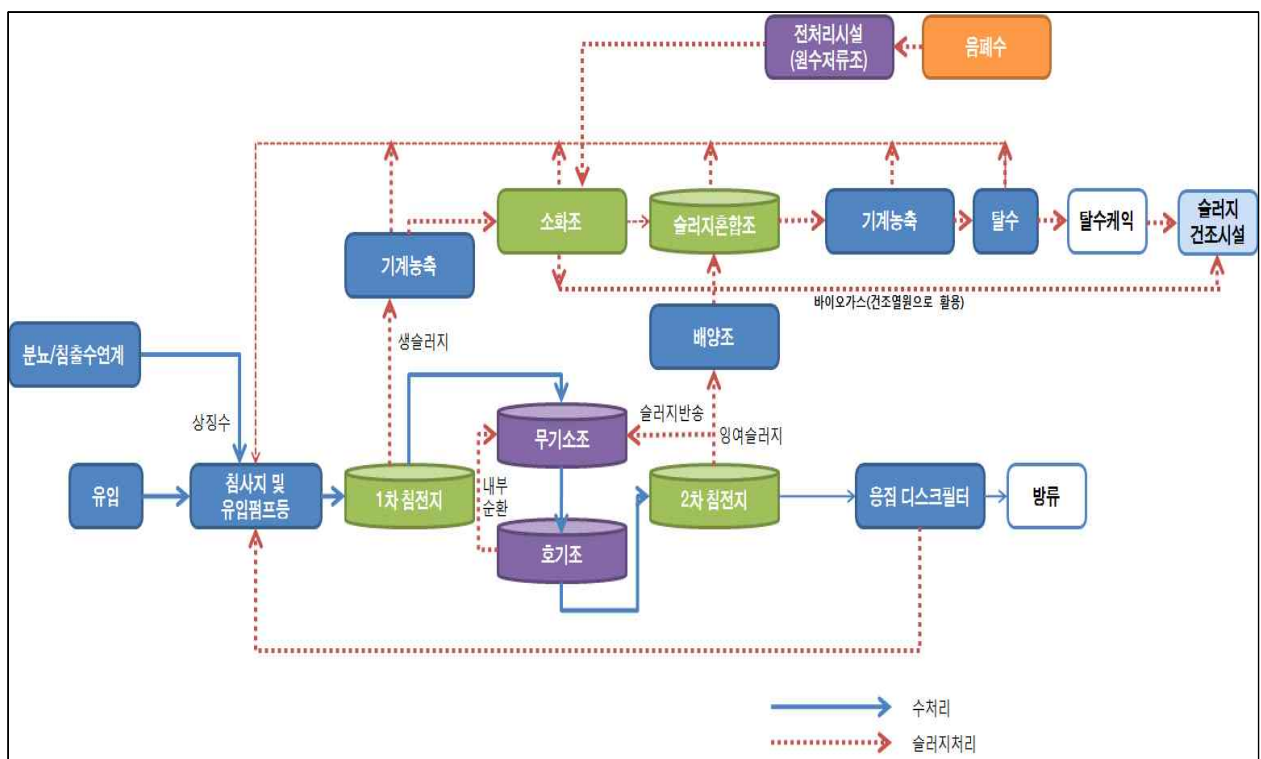 전처리시설
(원수저류조)
음폐수
소화조
슬러지혼합조
기계농축
탈수
탈수케익
슬러지
건조시설
기계농축
바이오가스(건조열원으로 활용)
분뇨/침출수연계
생슬러지
배양조
상징수
슬러지반송
잉여슬러지
무기소조
유입
침사지 및
유입펌프등
1차 침전지
내부
순환
2차 침전지
응집 디스크필터
방류
호기조
수처리
슬러지처리